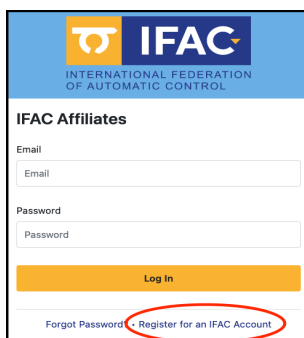 IFAC
INTERNATIONAL FEDERATION
OF AUTOMATIC CONTROL
IFAC Affiliates
Email
Email
Password
Password
Log In
Forgot Password? • Register for an IFAC Account